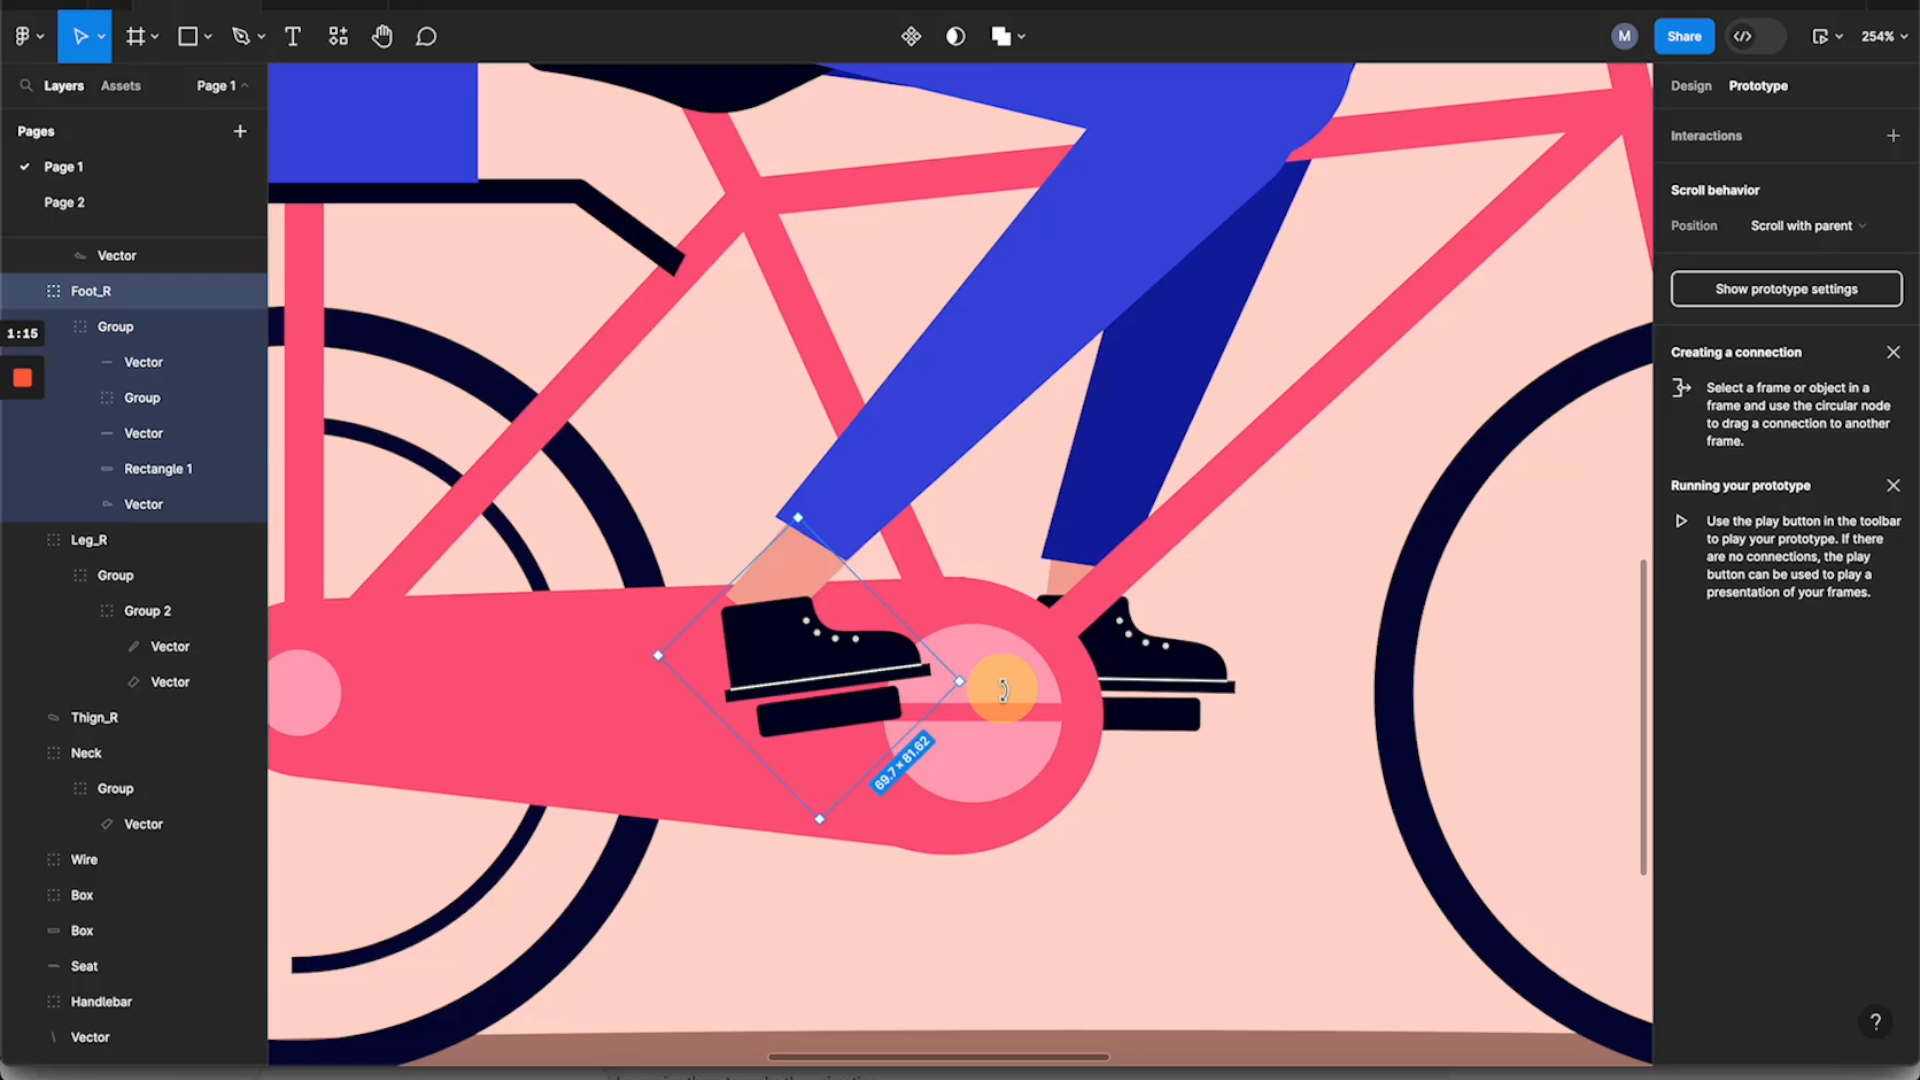 M
Share
254%
Layers
Assets
Page 1
Pages
Page 1
Page 2
Vector
Foot_R
Group
1:15
Vector
Group
Vector
Rectangle 1
Vector
Leg_R
Group
Group 2
Vector
Vector
Thign_R
Neck
Group
Vector
Wire
Box
Box
Seat
Handlebar
Vector
69.7 × 81.62
Design
Prototype
Interactions
Scroll behavior
Position
Scroll with parent
Show prototype settings
Creating a connection
Select a frame or object in a
frame and use the circular node
to drag a connection to another
frame.
Running your prototype
Use the play button in the toolbar
to play your prototype. If there
are no connections, the play
button can be used to play a
presentation of your frames.
?